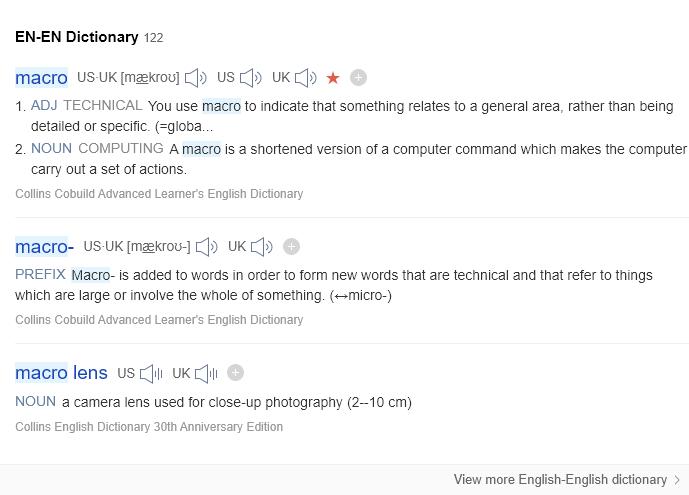 EN-EN Dictionary 122
macro US·UK [mækroʊ] US UK
1. ADJ TECHNICAL You use macro to indicate that something relates to a general area, rather than being
detailed or specific. (=globa...
2. NOUN COMPUTING A macro is a shortened version of a computer command which makes the computer
carry out a set of actions.
Collins Cobuild Advanced Learner's English Dictionary
macro- US·UK [mækroʊ-] UK
PREFIX Macro- is added to words in order to form new words that are technical and that refer to things
which are large or involve the whole of something. (↔micro-)
Collins Cobuild Advanced Learner's English Dictionary
macro lens US UK
NOUN a camera lens used for close-up photography (2--10 cm)
Collins English Dictionary 30th Anniversary Edition
View more English-English dictionary